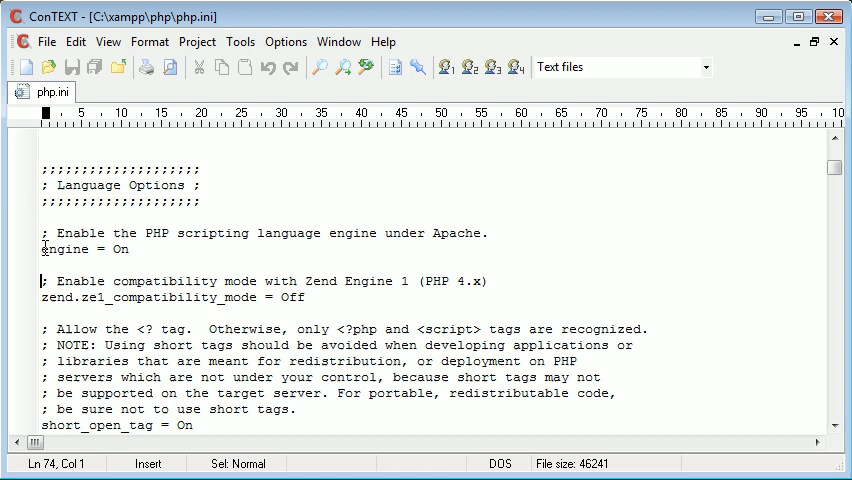 ConTEXT - [C:\xampp\php\php.ini]
File Edit View Format Project Tools Options Window Help
1 2 3 4 Text files
php.ini
5 10 15 20 25 30 35 40 45 50 55 60 65 70 75 80 85 90 95 10
;;;;;;;;;;;;;;;;;;;;
; Language Options ;
;;;;;;;;;;;;;;;;;;;;
; Enable the PHP scripting language engine under Apache.
engine = On
; Enable compatibility mode with Zend Engine 1 (PHP 4.x)
zend.ze1_compatibility_mode = Off
; Allow the <? tag.  Otherwise, only <?php and <script> tags are recognized.
; NOTE: Using short tags should be avoided when developing applications or
; libraries that are meant for redistribution, or deployment on PHP
; servers which are not under your control, because short tags may not
; be supported on the target server. For portable, redistributable code,
; be sure not to use short tags.
short_open_tag = On
Ln 74, Col 1 Insert Sel: Normal DOS File size: 46241